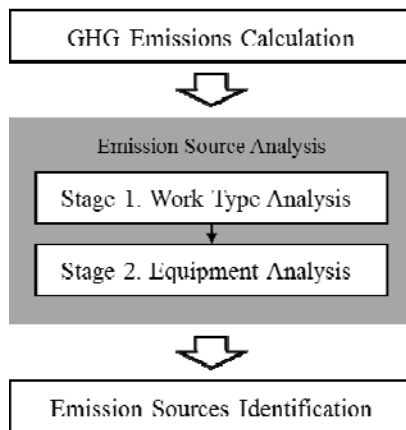 GHG Emissions Calculation
Emission Source Analysis
Stage 1. Work Type Analysis
Stage 2. Equipment Analysis
Emission Sources Identification